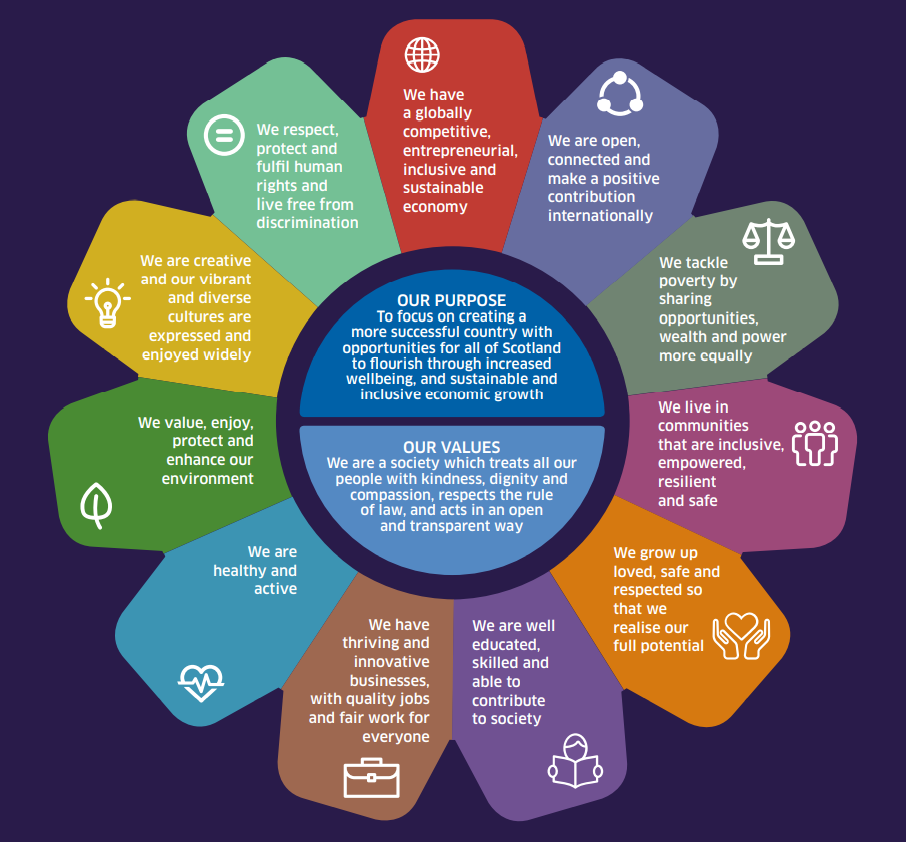 We have
a globally
competitive,
entrepreneurial,
inclusive and
sustainable
economy
We are open,
connected and
make a positive
contribution
internationally
We tackle
poverty by
sharing
opportunities,
wealth and power
more equally
We live in
communities
that are inclusive,
empowered,
resilient
and safe
We grow up
loved, safe and
respected so
that we
realise our
full potential
We are well
educated,
skilled and
able to
contribute
to society
We have
thriving and
innovative
businesses,
with quality jobs
and fair work for
everyone
We are
healthy and
active
We value, enjoy,
protect and
enhance our
environment
We are creative
and our vibrant
and diverse
cultures are
expressed and
enjoyed widely
We respect,
protect and
fulfil human
rights and
live free from
discrimination
OUR PURPOSE
To focus on creating a
more successful country with
opportunities for all of Scotland
to flourish through increased
wellbeing, and sustainable and
inclusive economic growth
OUR VALUES
We are a society which treats all our
people with kindness, dignity and
compassion, respects the rule
of law, and acts in an open
and transparent way